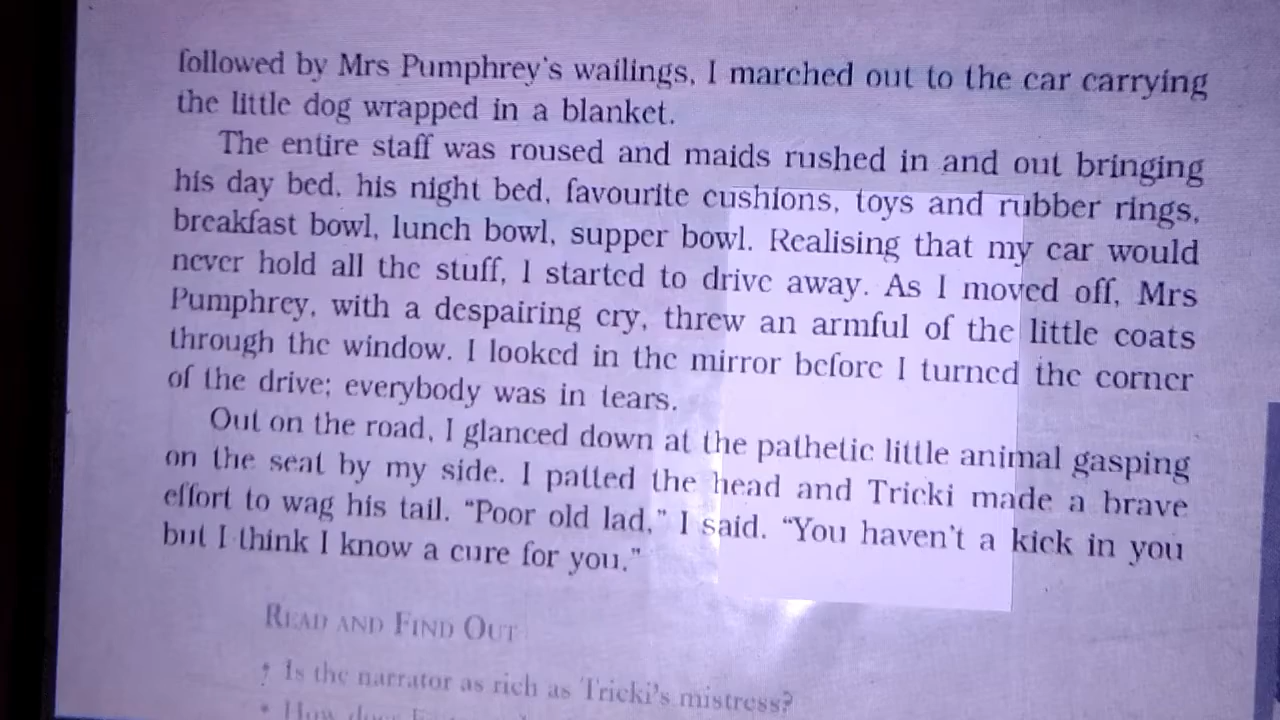 followed by Mrs Pumphrey's wailings, I marched out to the car carrying
the little dog wrapped in a blanket.
The entire staff was roused and maids rushed in and out bringing
his day bed, his night bed, favourite cushions, toys and rubber rings,
breakfast bowl, lunch bowl, supper bowl. Realising that my car would
never hold all the stuff, I started to drive away. As I moved off, Mrs
Pumphrey, with a despairing cry, threw an armful of the little coats
through the window. I looked in the mirror before I turned the corner
of the drive; everybody was in tears.
Out on the road, I glanced down at the pathetic little animal gasping
on the seat by my side. I patted the head and Tricki made a brave
effort to wag his tail. “Poor old lad,” I said. “You haven't a kick in you
but I think I know a cure for you.”
READ AND FIND OUT
• Is the narrator as rich as Tricki's mistress?
• How does